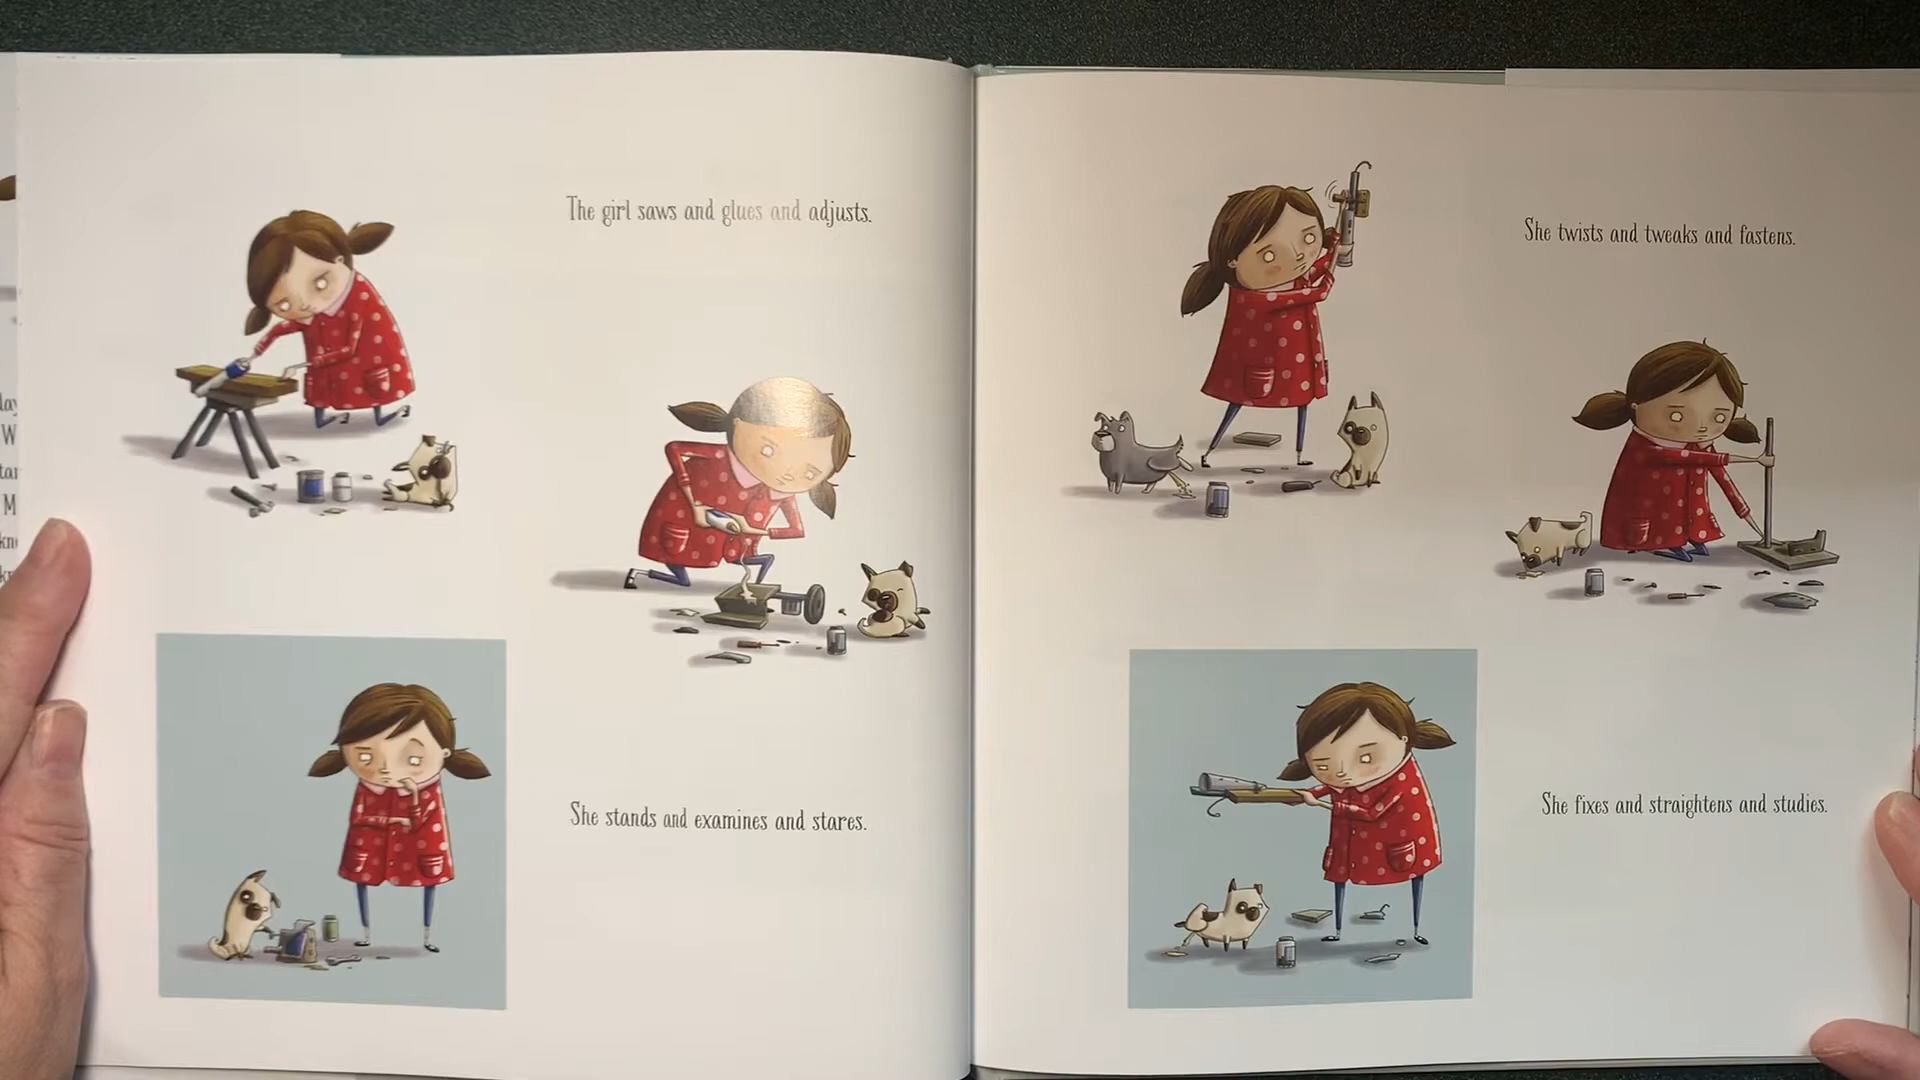 The girl saws and glues and adjusts.
She stands and examines and stares.
She twists and tweaks and fastens.
She fixes and straightens and studies.